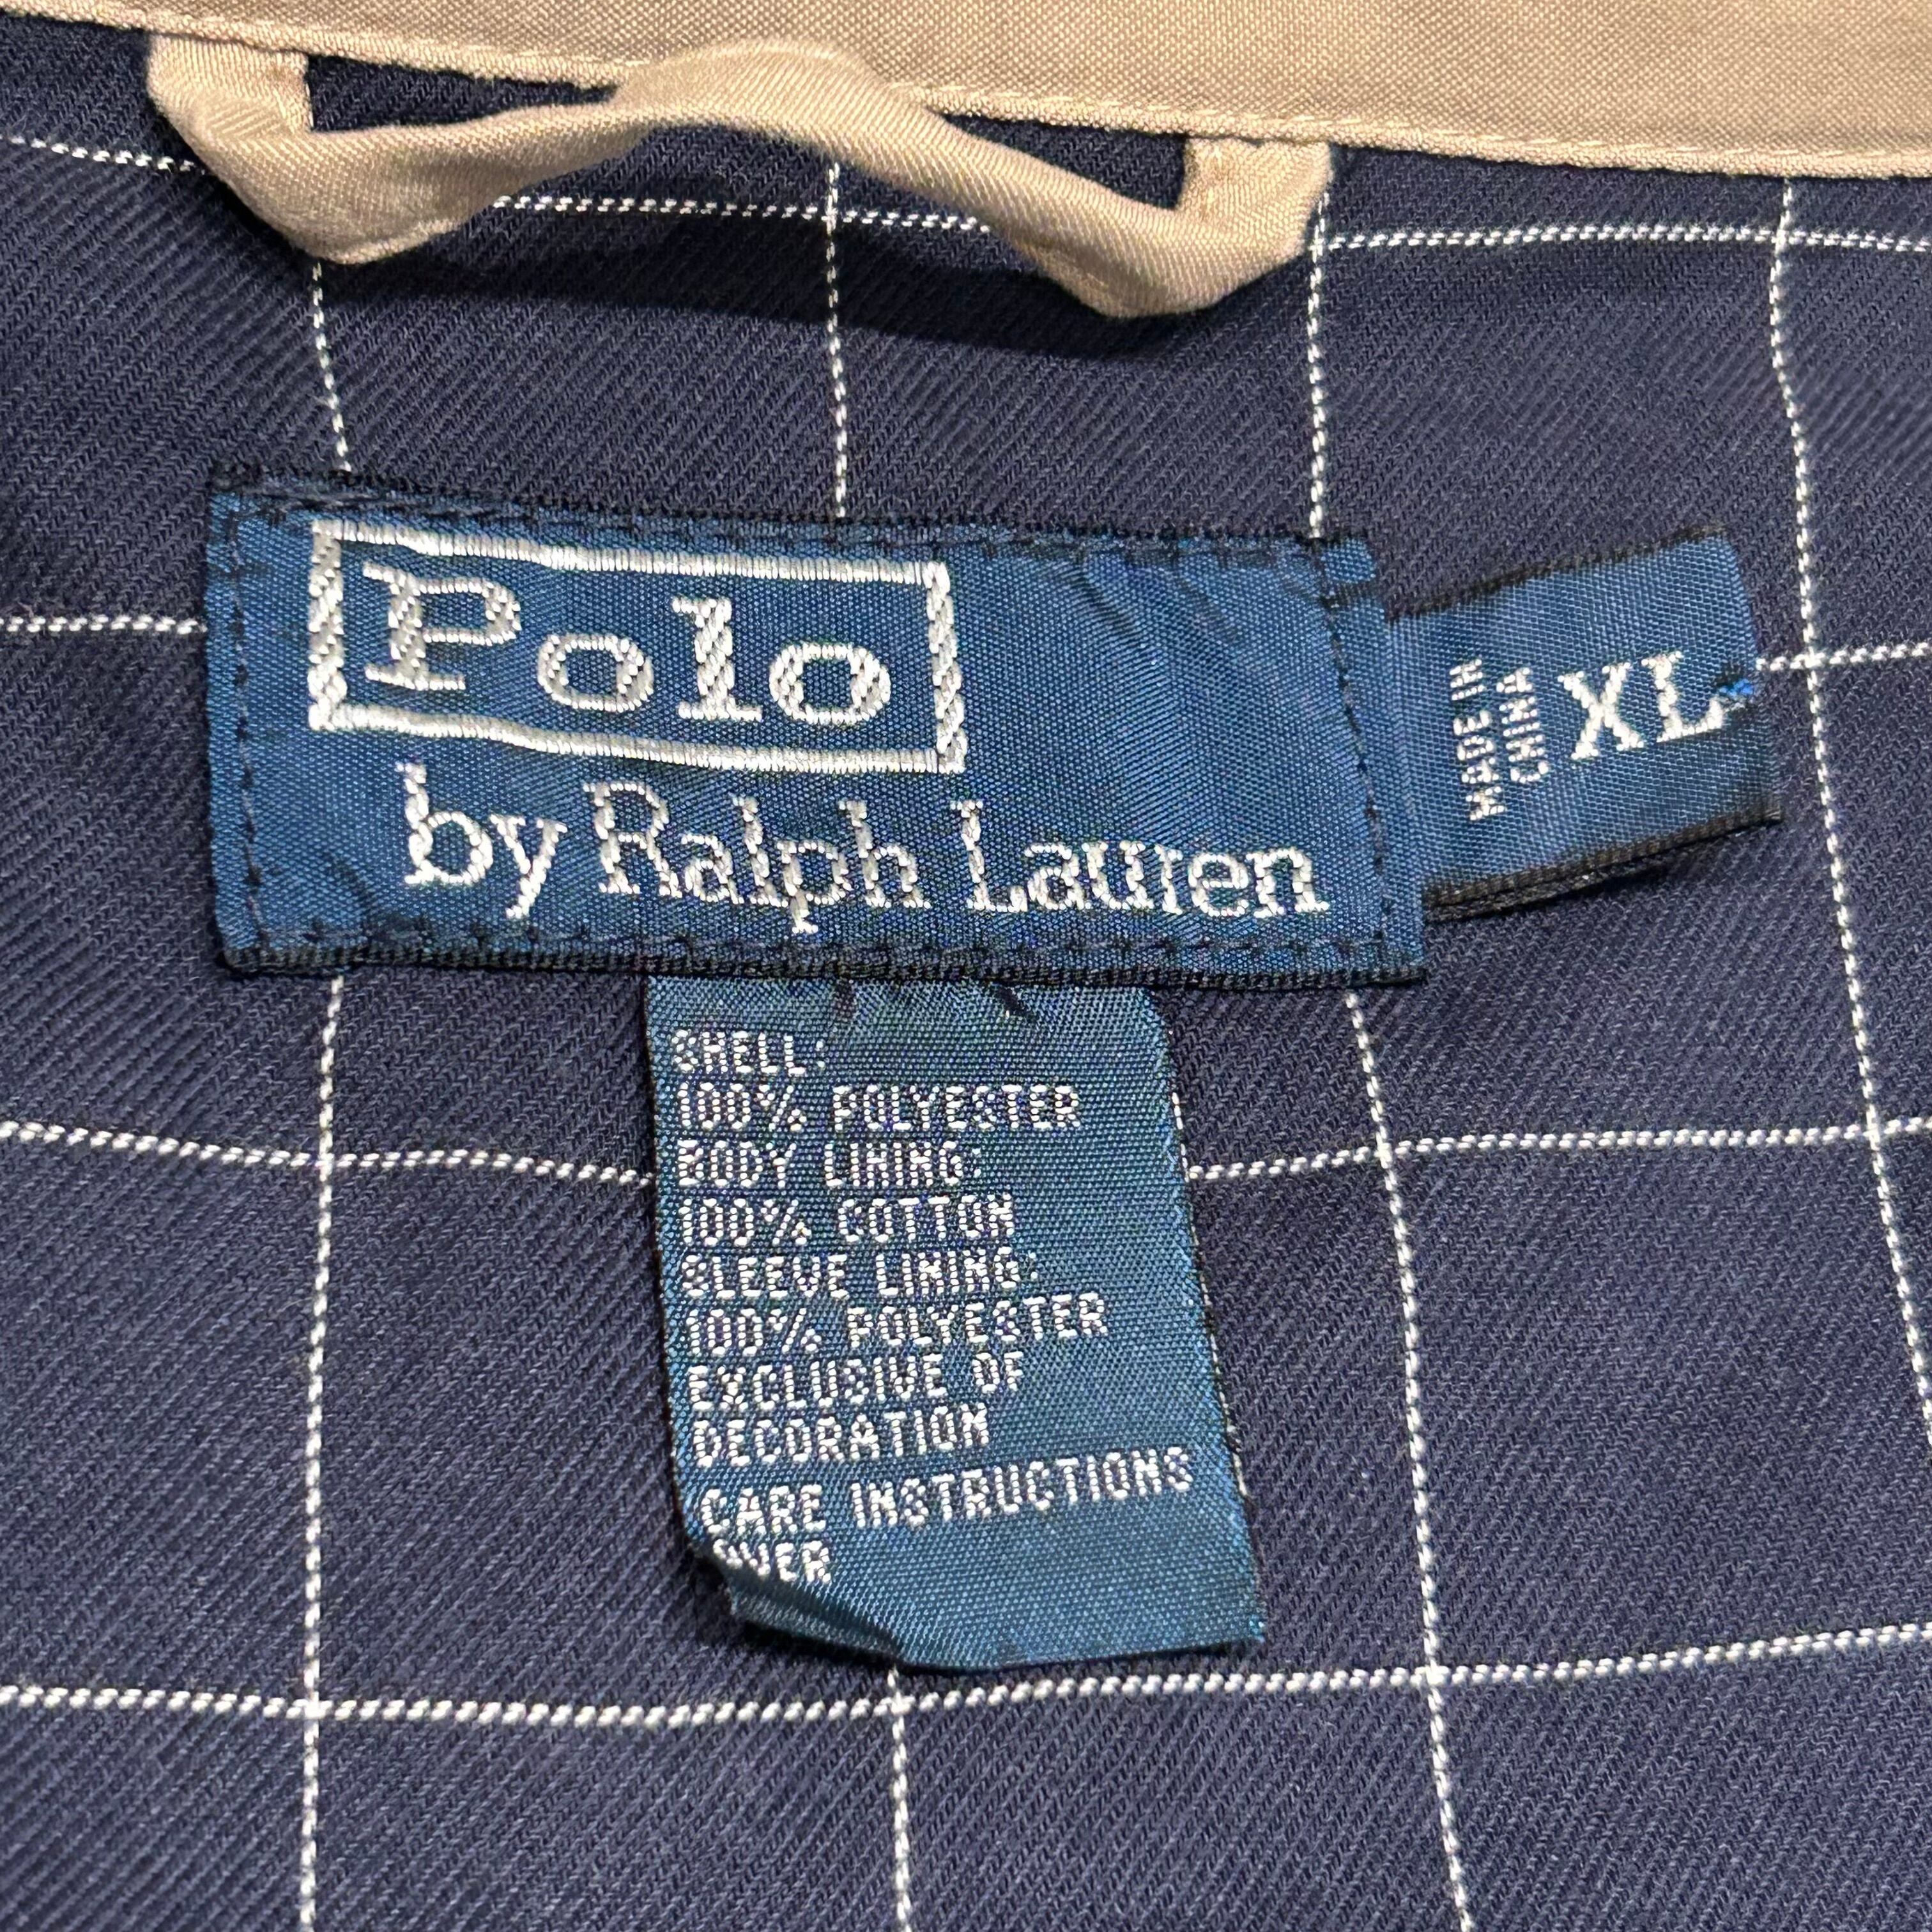 Polo
by Ralph Lauren
MADE IN
CHINA
XL
SHELL:
100% POLYESTER
BODY LINING:
100% COTTON
SLEEVE LINING:
100% POLYESTER
EXCLUSIVE OF
DECORATION
CARE INSTRUCTIONS
OVER